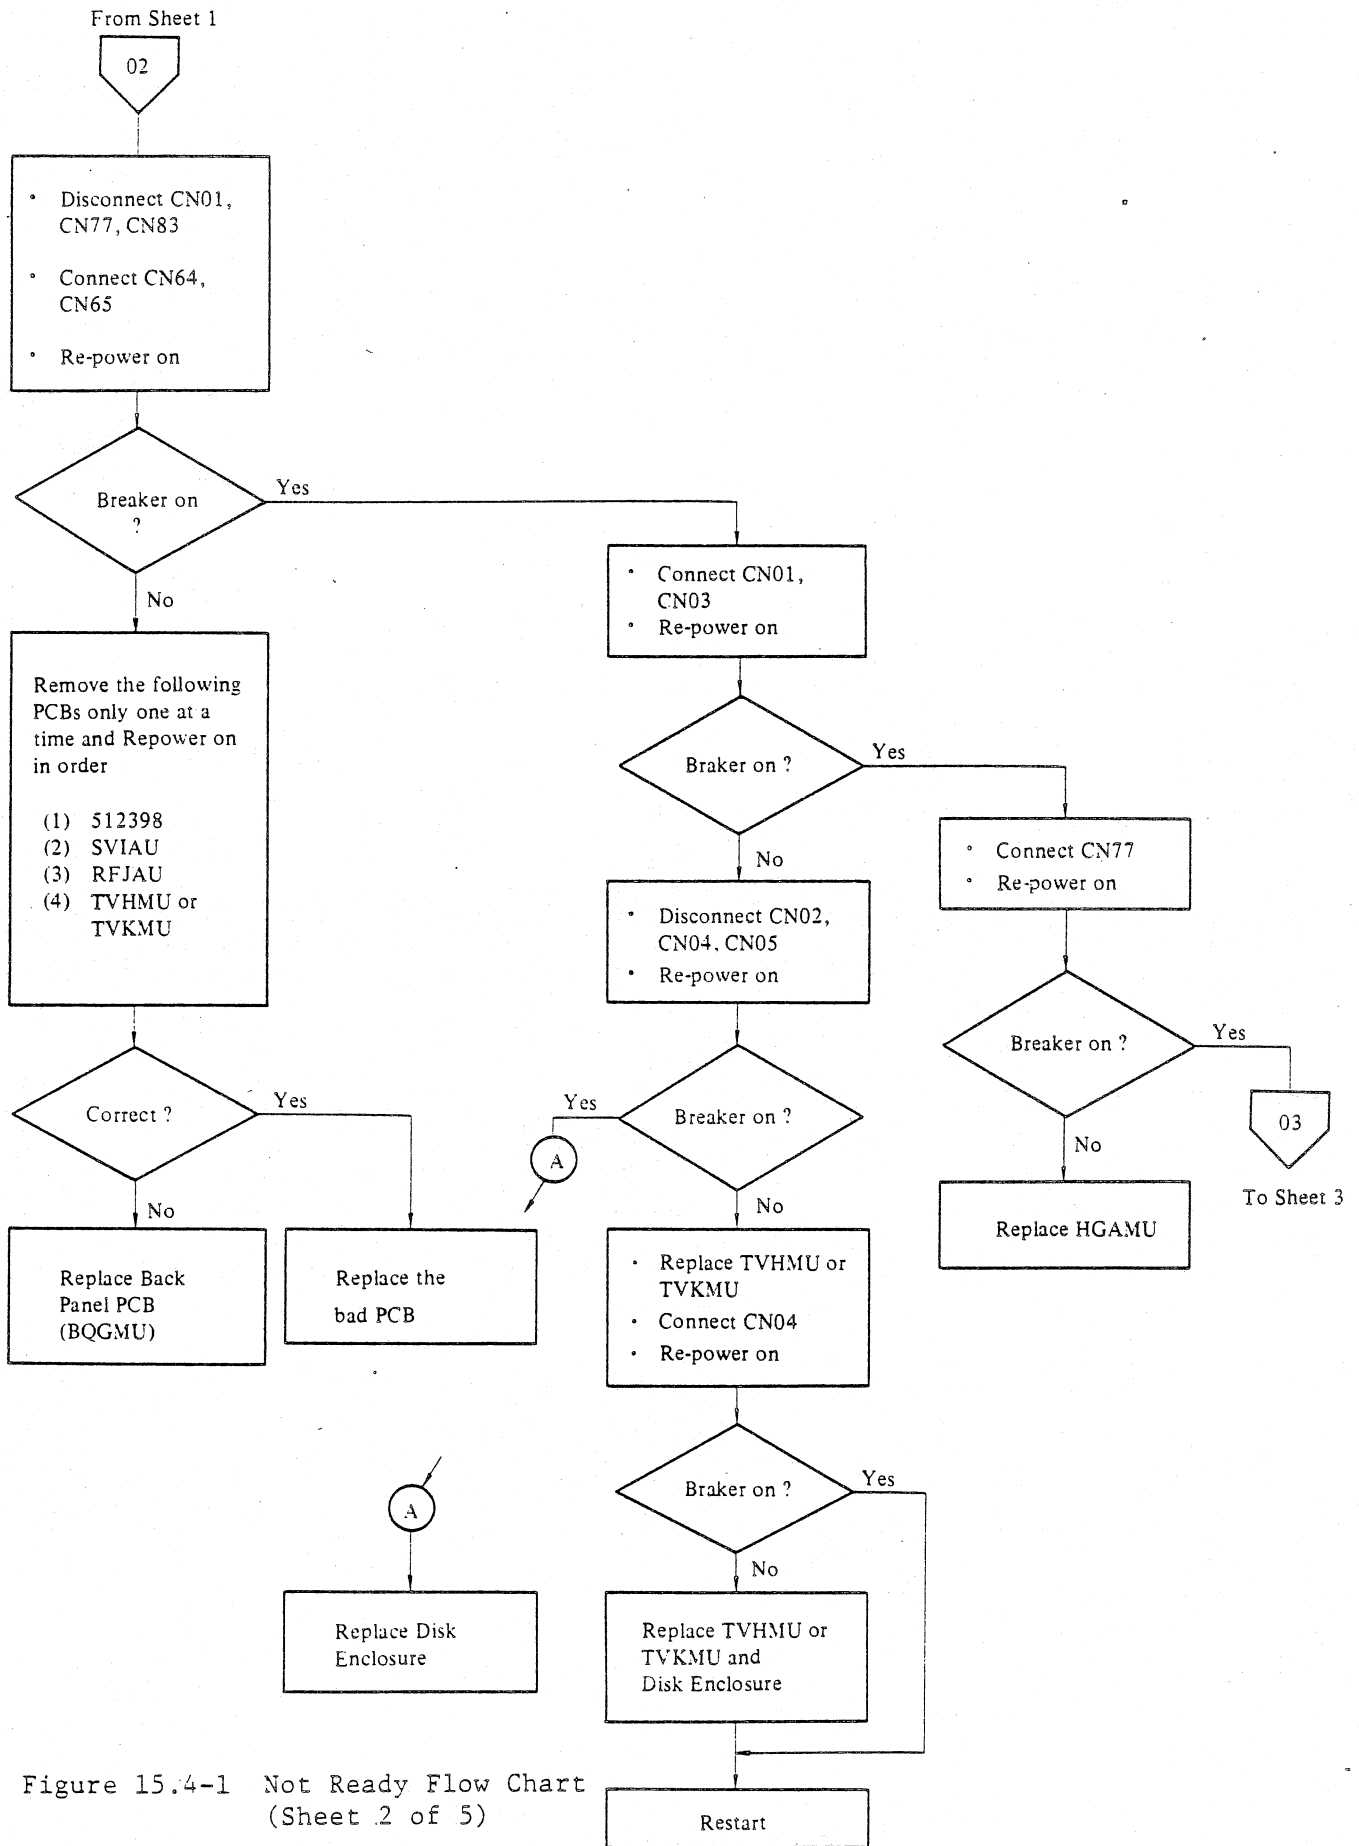 From Sheet 1
02
• Disconnect CN01,
CN77, CN83
• Connect CN64,
CN65
• Re-power on
Breaker on
?
Yes
No
Remove the following
PCBs only one at a
time and Repower on
in order
(1) 512398
(2) SVIAU
(3) RFJAU
(4) TVHMU or
TVKMU
Correct ?
Yes
No
Replace Back
Panel PCB
(BQGMU)
Replace the
bad PCB
• Connect CN01,
CN03
• Re-power on
Braker on ?
Yes
No
• Disconnect CN02,
CN04, CN05
• Re-power on
Breaker on ?
Yes
A
No
• Replace TVHMU or
TVKMU
• Connect CN04
• Re-power on
Braker on ?
Yes
No
Replace TVHMU or
TVKMU and
Disk Enclosure
Restart
• Connect CN77
• Re-power on
Breaker on ?
Yes
03
To Sheet 3
No
Replace HGAMU
A
Replace Disk
Enclosure
Figure 15.4-1 Not Ready Flow Chart
(Sheet 2 of 5)